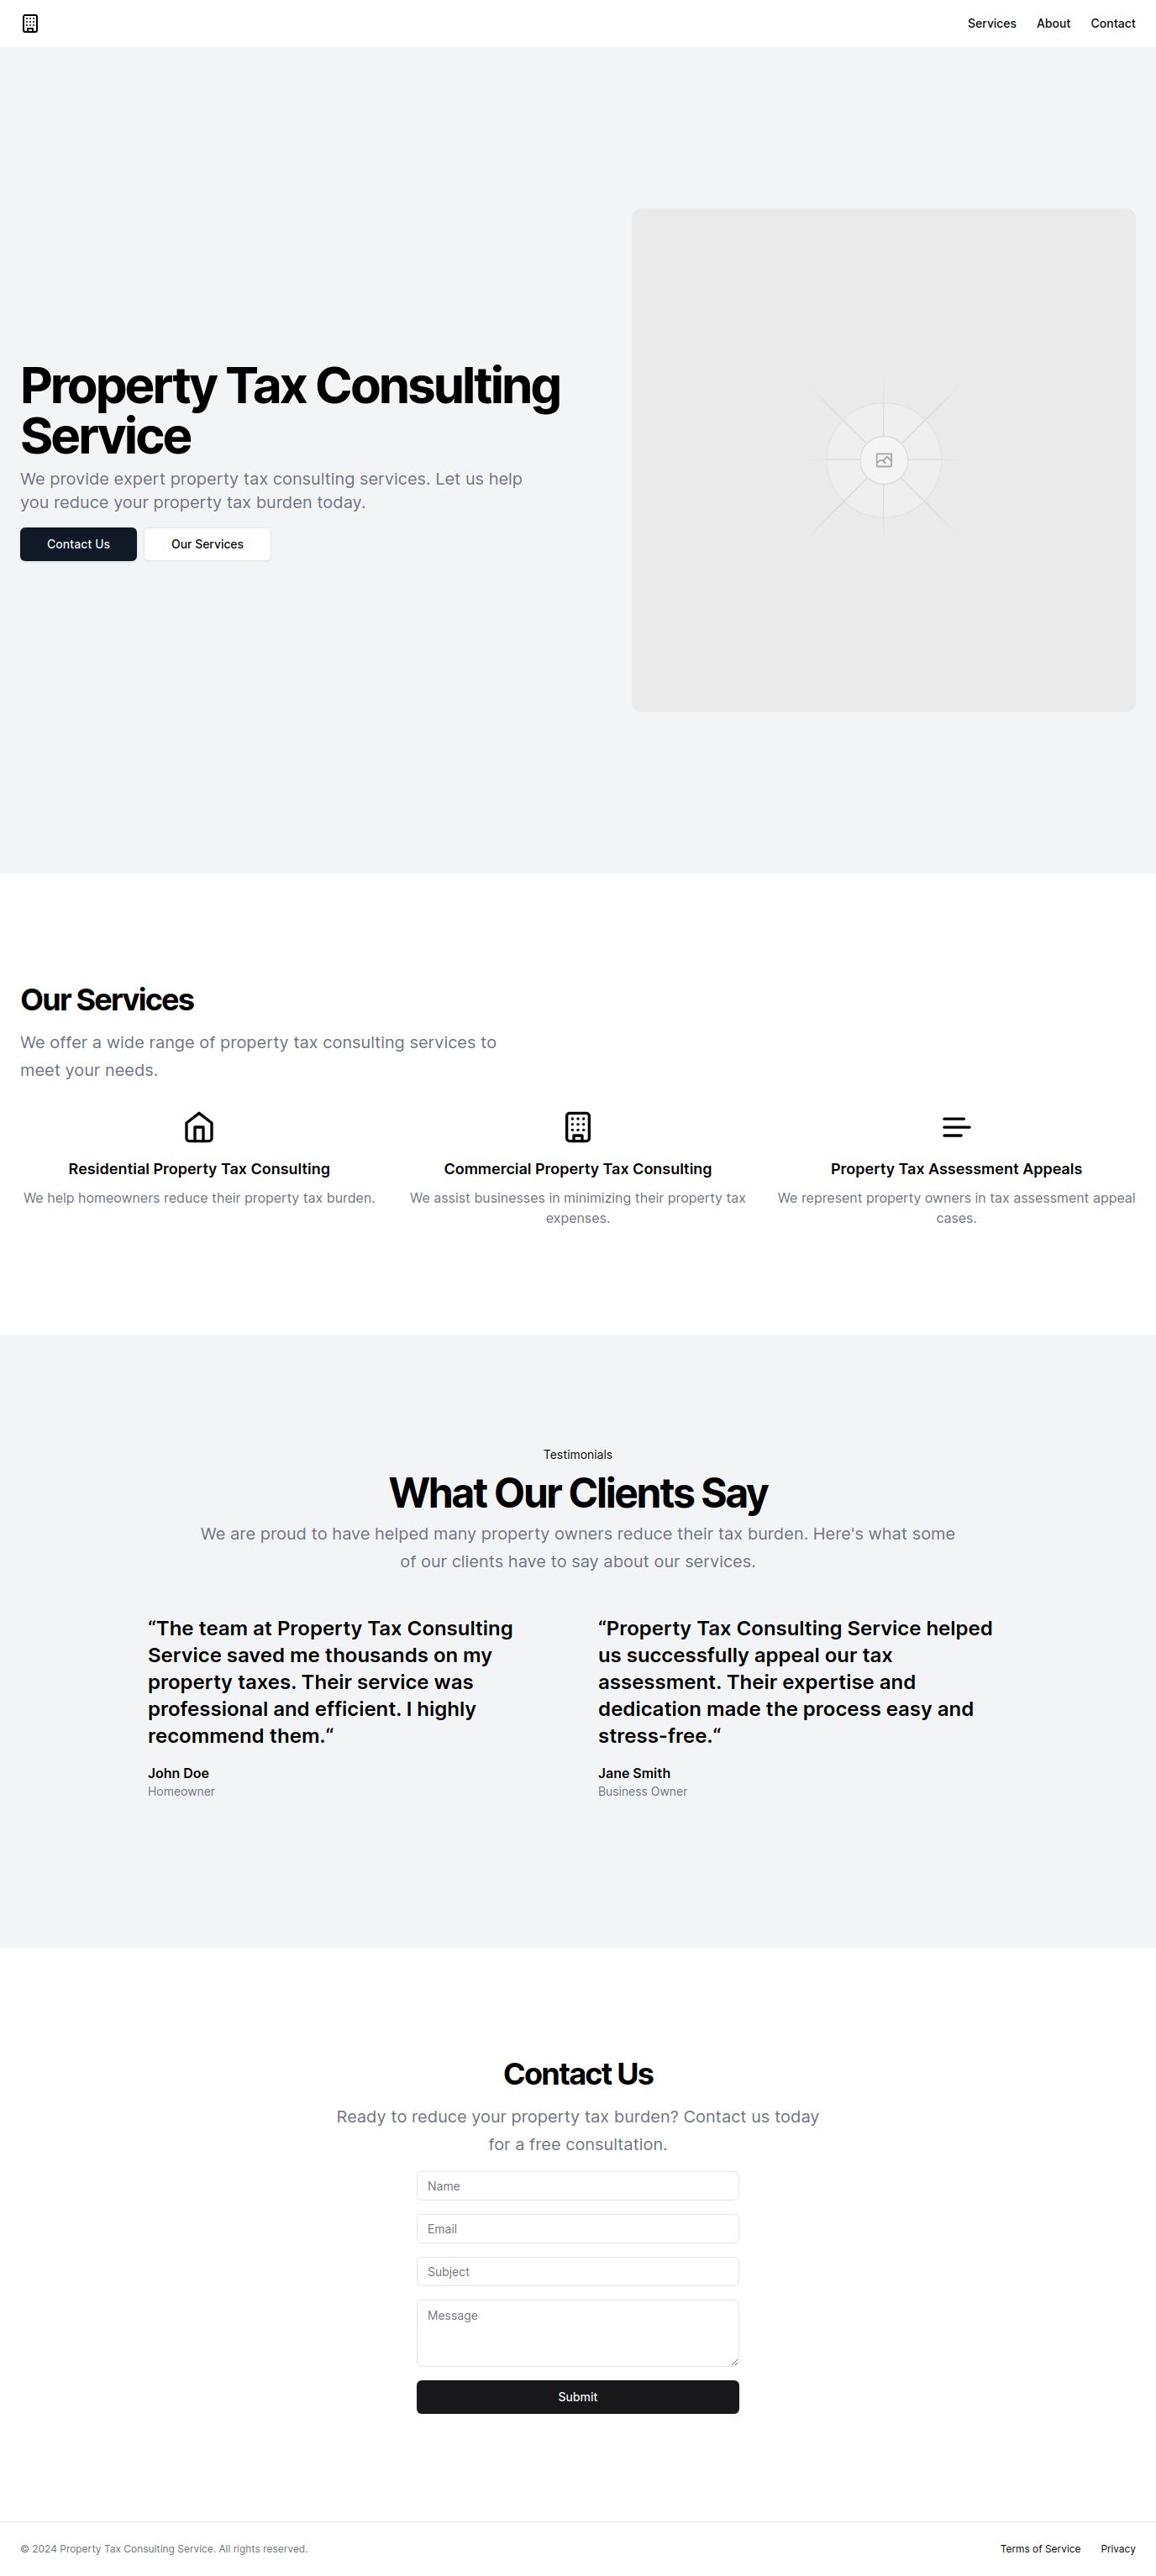 Services About Contact
Property Tax Consulting
Service
We provide expert property tax consulting services. Let us help
you reduce your property tax burden today.
Contact Us Our Services
Our Services
We offer a wide range of property tax consulting services to
meet your needs.
Residential Property Tax Consulting
We help homeowners reduce their property tax burden.
Commercial Property Tax Consulting
We assist businesses in minimizing their property tax
expenses.
Property Tax Assessment Appeals
We represent property owners in tax assessment appeal
cases.
Testimonials
What Our Clients Say
We are proud to have helped many property owners reduce their tax burden. Here's what some
of our clients have to say about our services.
“The team at Property Tax Consulting
Service saved me thousands on my
property taxes. Their service was
professional and efficient. I highly
recommend them.“
John Doe
Homeowner
“Property Tax Consulting Service helped
us successfully appeal our tax
assessment. Their expertise and
dedication made the process easy and
stress-free.“
Jane Smith
Business Owner
Contact Us
Ready to reduce your property tax burden? Contact us today
for a free consultation.
Name
Email
Subject
Message
Submit
© 2024 Property Tax Consulting Service. All rights reserved.
Terms of Service Privacy